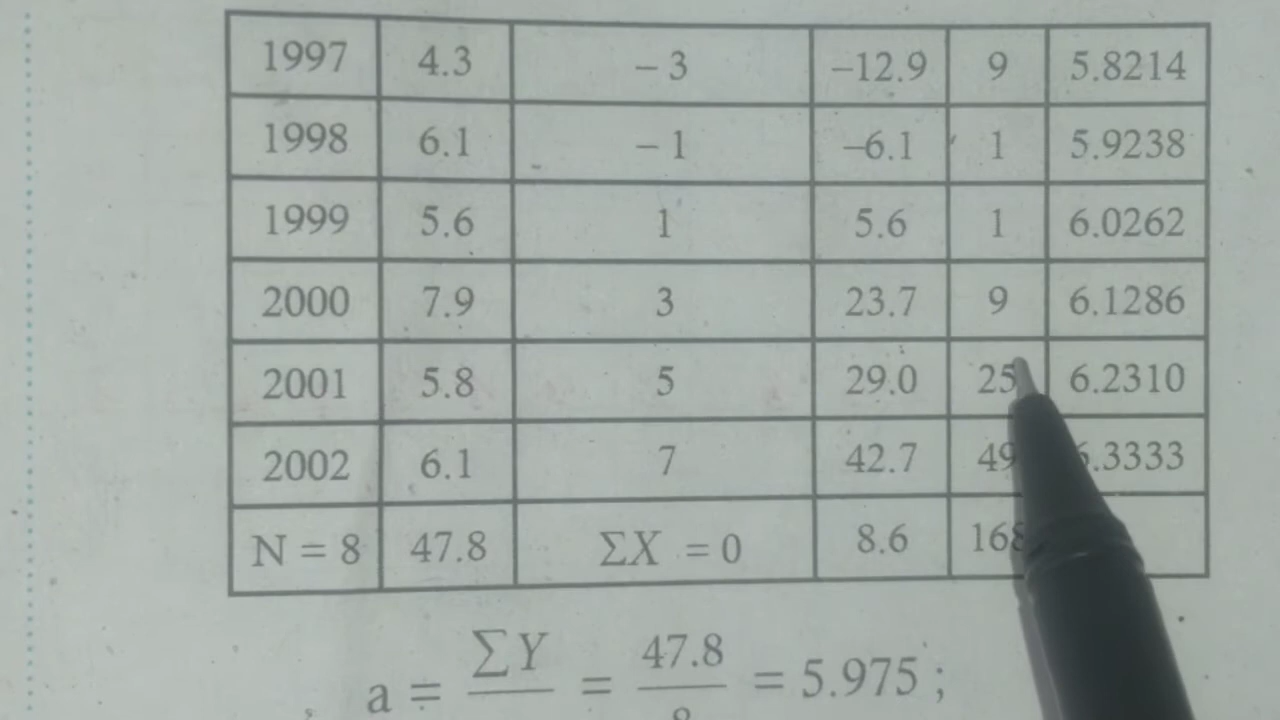 1997 4.3 – 3 –12.9 9 5.8214
1998 6.1 – 1 –6.1 1 5.9238
1999 5.6 1 5.6 1 6.0262
2000 7.9 3 23.7 9 6.1286
2001 5.8 5 29.0 25 6.2310
2002 6.1 7 42.7 49 .3333
N = 8 47.8 ΣX = 0 8.6 168
a = ΣY/ = 47.8/8 = 5.975 ;